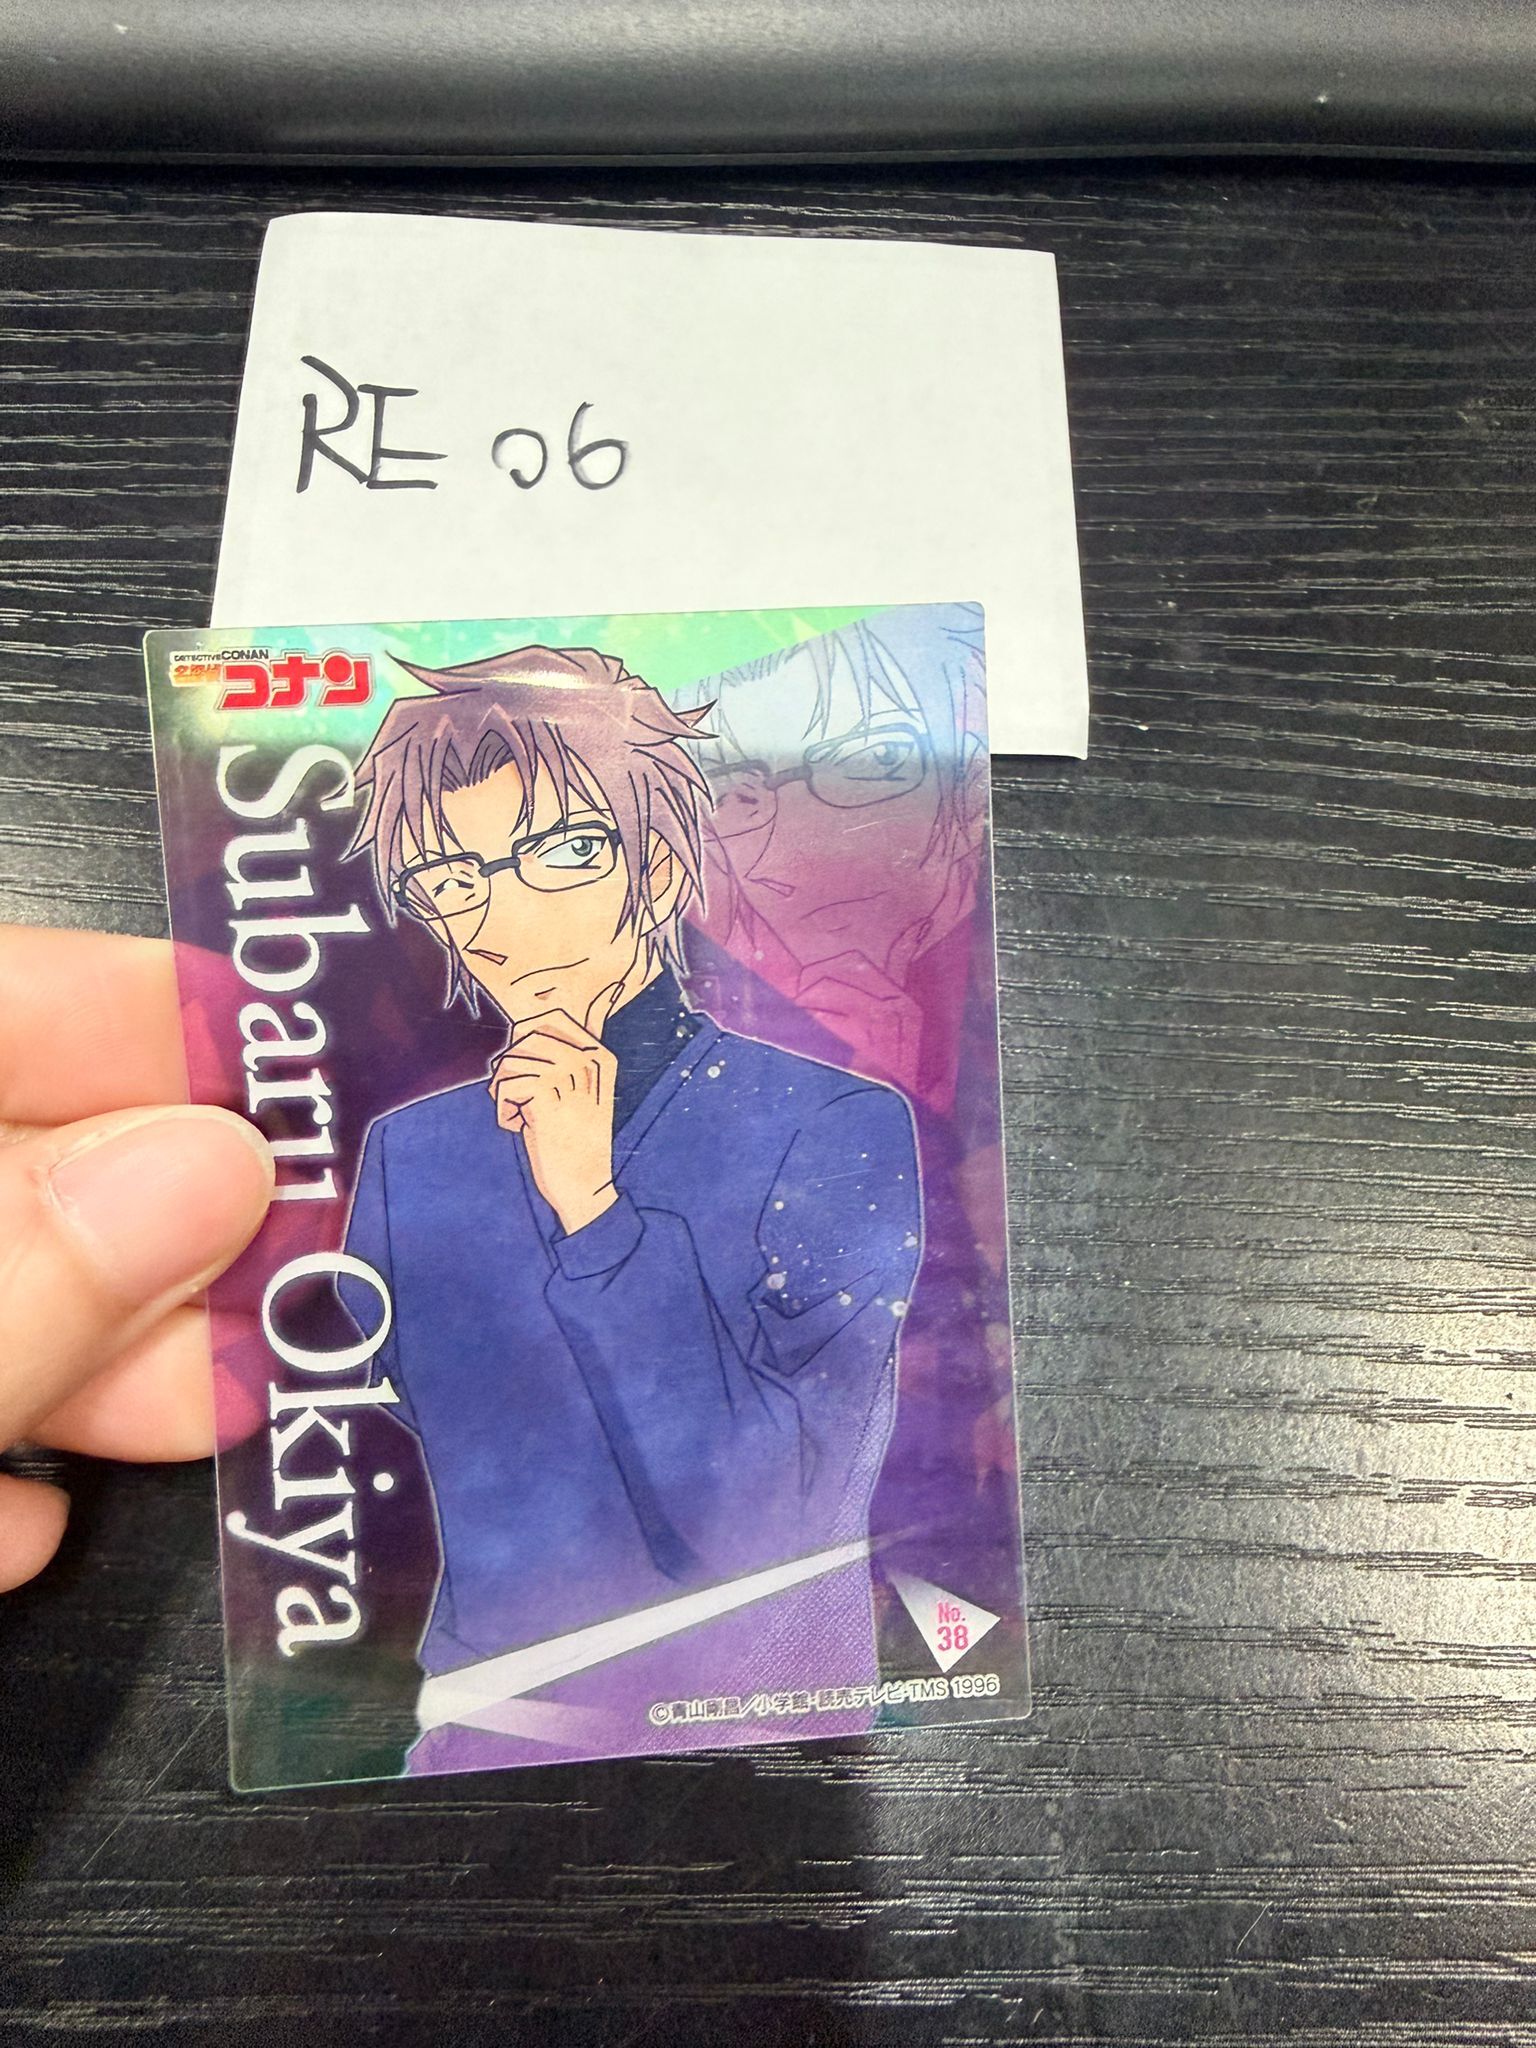 RE 06
DETECTIVE CONAN
名探偵
コナン
Subaru Okiya
No.
38
©青山剛昌/小学館・読売テレビ・TMS 1996